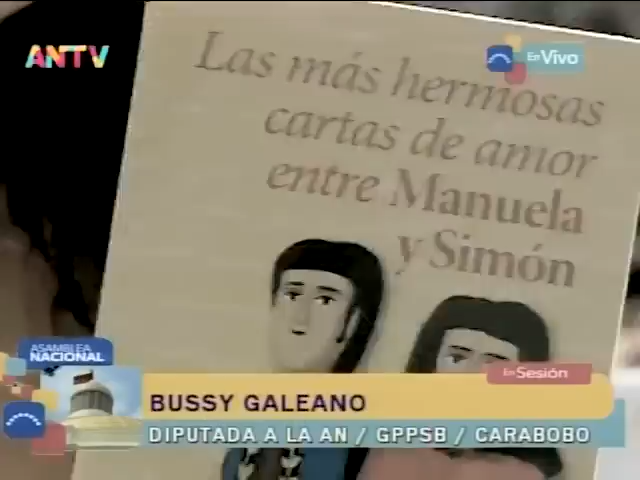 ANTV
En Vivo
Las más hermosas
cartas de amor
entre Manuela
y Simón
ASAMBLEA
NACIONAL
En Sesión
BUSSY GALEANO
DIPUTADA A LA AN / GPPSB / CARABOBO